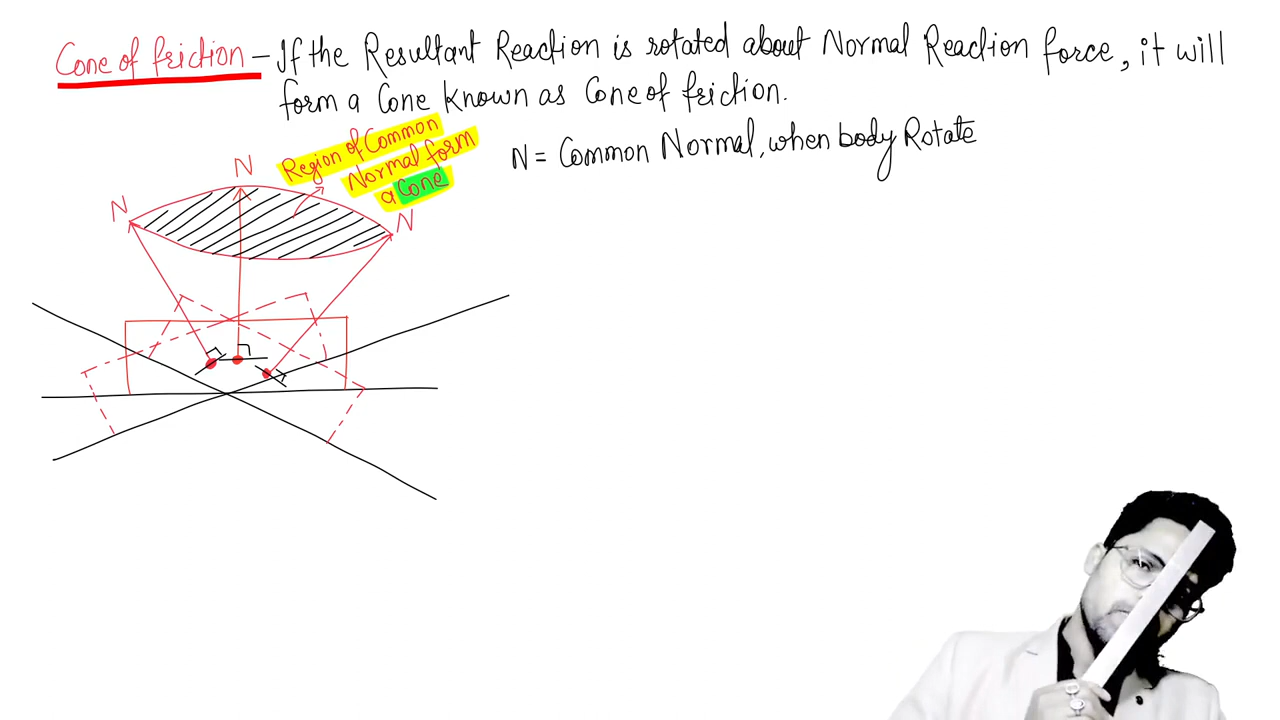 Cone of friction - If the Resultant Reaction is rotated about Normal Reaction force, it will
form a Cone known as Cone of friction.
N = Common Normal, when body Rotate
Region of Common
Normal form
a Cone
N
N
N